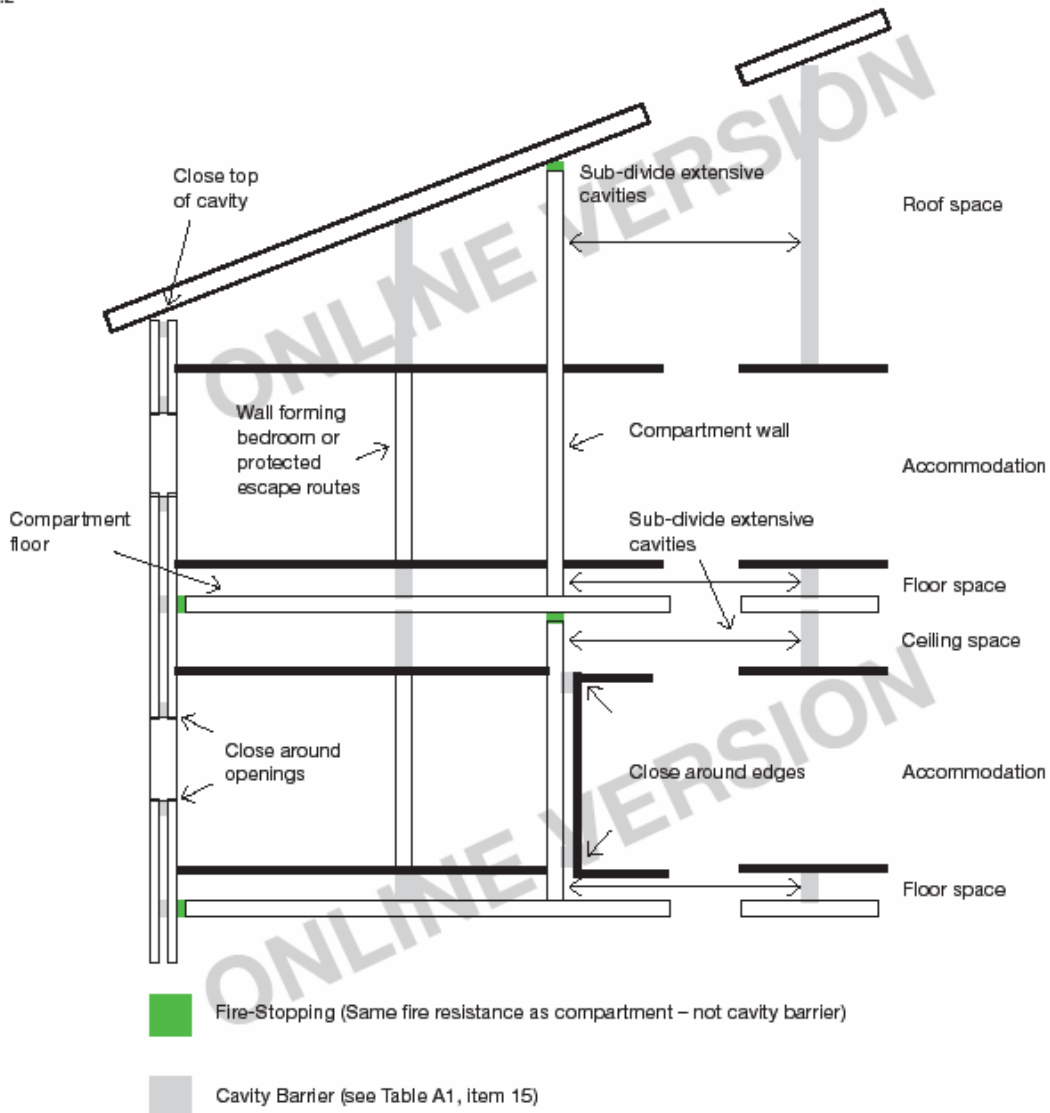 Close top
of cavity
Sub-divide extensive
cavities
Roof space
Wall forming
bedroom or
protected
escape routes
Compartment wall
Accommodation
Compartment
floor
Sub-divide extensive
cavities
Floor space
Ceiling space
Close around
openings
Close around edges
Accommodation
Floor space
ONLINE VERSION
ONLINE VERSION
Fire-Stopping (Same fire resistance as compartment – not cavity barrier)
Cavity Barrier (see Table A1, item 15)